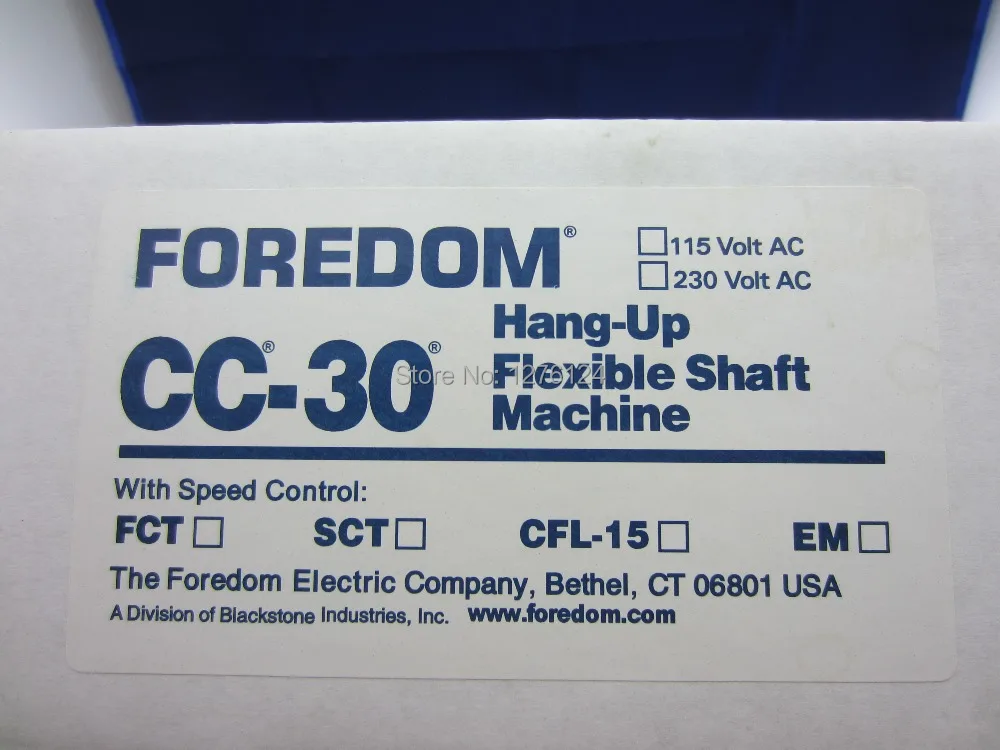 FOREDOM®
☐ 115 Volt AC
☐ 230 Volt AC
CC®-30®
Hang-Up
Flexible Shaft
Machine
Store No: 1276124
With Speed Control:
FCT ☐ SCT ☐ CFL-15 ☐ EM ☐
The Foredom Electric Company, Bethel, CT 06801 USA
A Division of Blackstone Industries, Inc. www.foredom.com